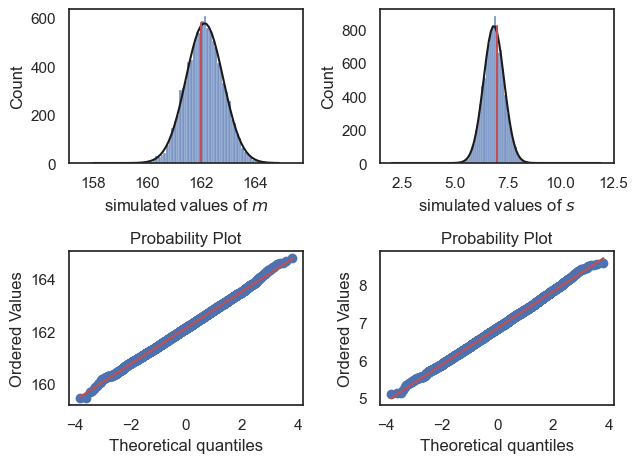 600
400
200
0
Count
158 160 162 164
simulated values of m
800
600
400
200
0
Count
2.5 5.0 7.5 10.0 12.5
simulated values of s
Probability Plot
164
162
160
Ordered Values
−4 −2 0 2 4
Theoretical quantiles
Probability Plot
8
7
6
5
Ordered Values
−4 −2 0 2 4
Theoretical quantiles